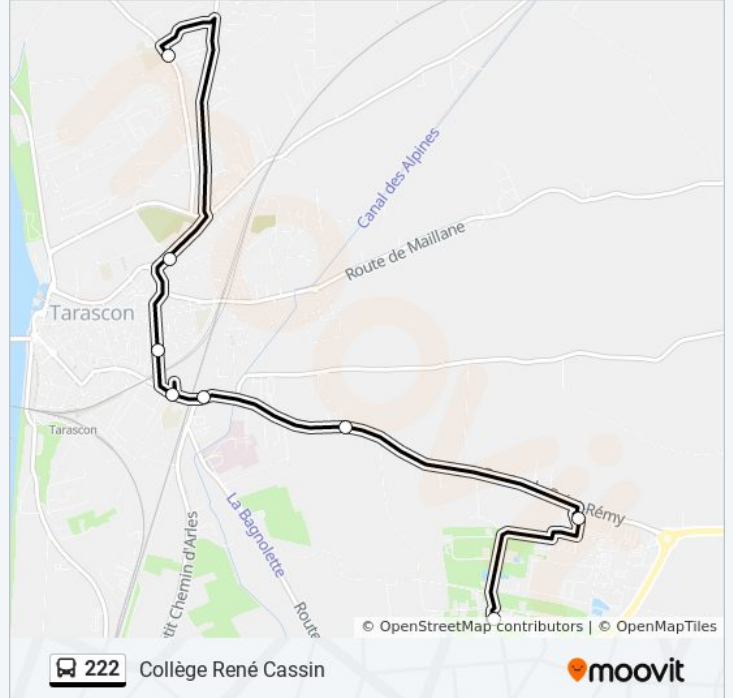 Canal des Alpines
Route de Maillane
Tarascon
Tarascon
Rémy
La Bagnolette
tit Chemin d'Arles
Route
© OpenStreetMap contributors | © OpenMapTiles
222 Collège René Cassin moovit